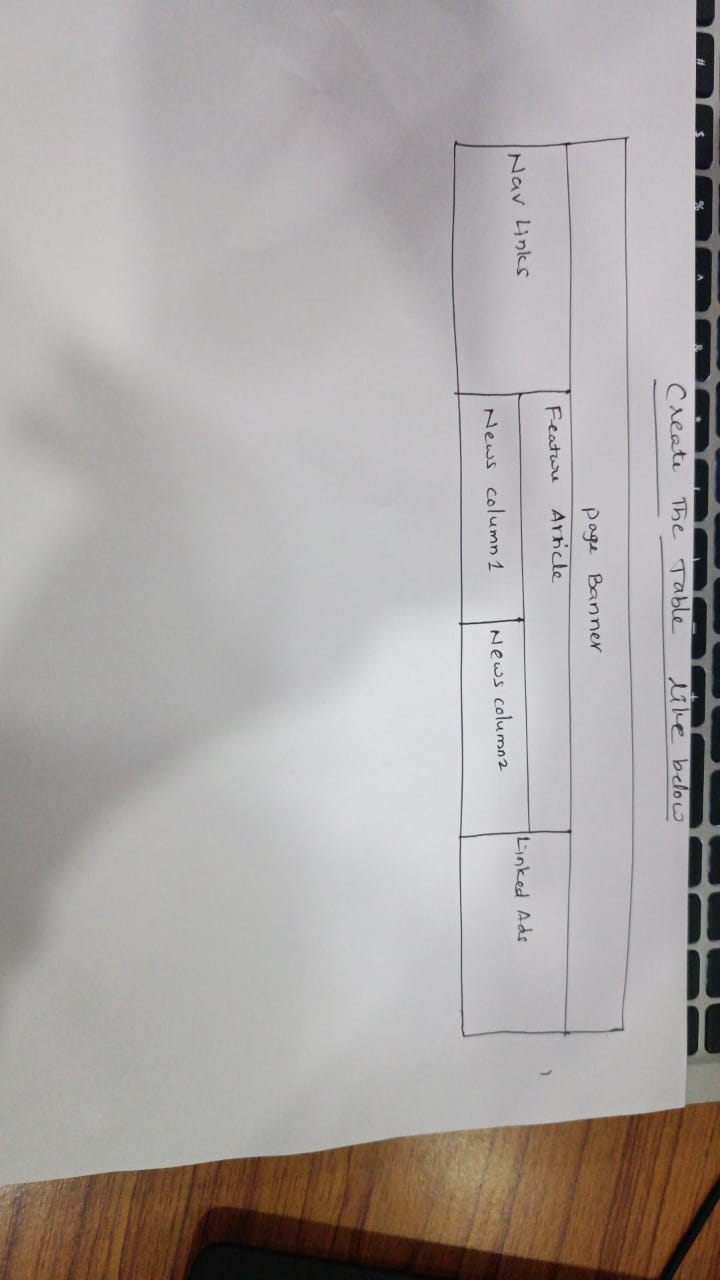 Create The Table like below
page Banner
Nav Links
Feature Article
News column1
News column2
Linked Ads
#
$
%
^
&
+